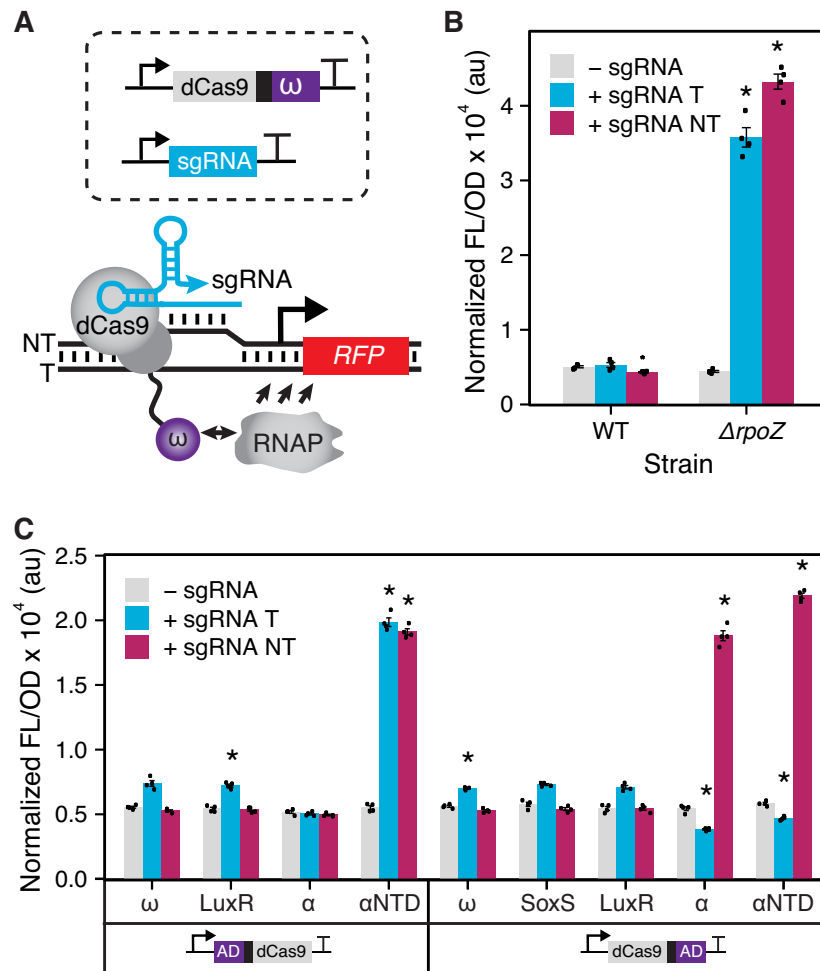 A
dCas9 ω
sgRNA
sgRNA
dCas9
NT
T
RFP
ω
RNAP
B
Normalized FL/OD x 10⁴ (au)
4
2
1
0
– sgRNA
+ sgRNA T
+ sgRNA NT
*
*
*
WT
ΔrpoZ
Strain
C
Normalized FL/OD x 10⁴ (au)
2.5
2.0
1.5
1.0
0.5
0.0
– sgRNA
+ sgRNA T
+ sgRNA NT
* * * * * * * *
ω LuxR α αNTD ω SoxS LuxR α αNTD
AD dCas9
dCas9 AD